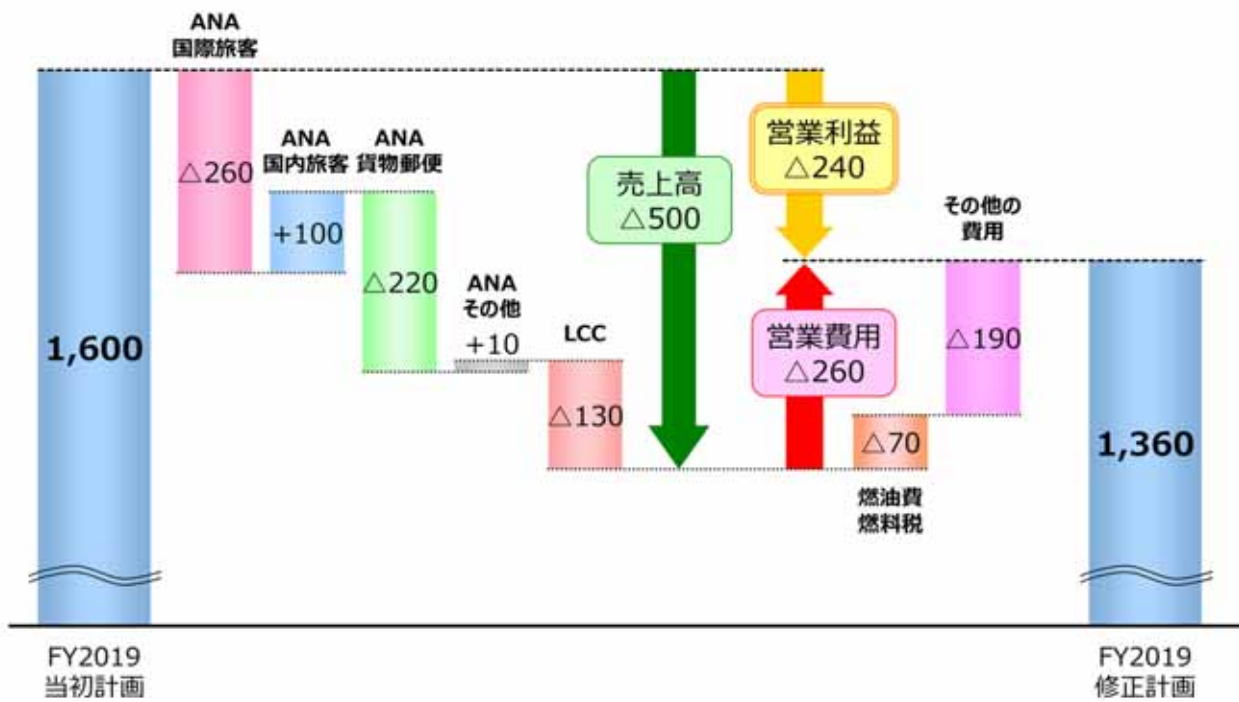 ANA
国際旅客
△260
ANA
国内旅客
+100
ANA
貨物郵便
△220
ANA
その他
+10
LCC
△130
売上高
△500
営業利益
△240
営業費用
△260
その他の
費用
△190
△70
燃油費
燃料税
1,600
1,360
FY2019
当初計画
FY2019
修正計画